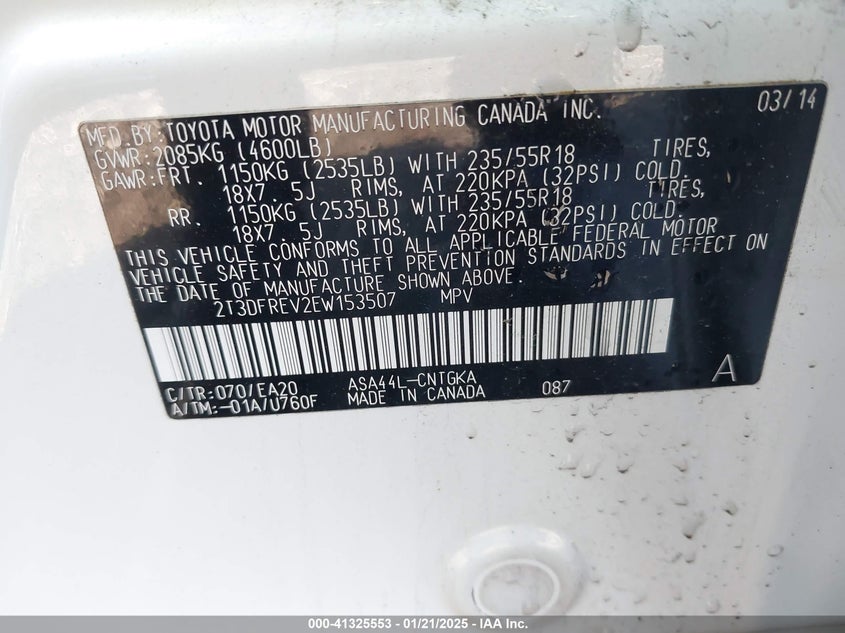 MFD. BY: TOYOTA MOTOR MANUFACTURING CANADA INC. 03/14
GVWR: 2085KG (4600LB)
GAWR: FRT. 1150KG (2535LB) WITH 235/55R18 TIRES,
18X7. 5J RIMS, AT 220KPA (32PSI) COLD.
RR. 1150KG (2535LB) WITH 235/55R18 TIRES,
18X7. 5J RIMS, AT 220KPA (32PSI) COLD.
THIS VEHICLE CONFORMS TO ALL APPLICABLE FEDERAL MOTOR
VEHICLE SAFETY AND THEFT PREVENTION STANDARDS IN EFFECT ON
THE DATE OF MANUFACTURE SHOWN ABOVE.
2T3DFREV2EW153507 MPV
C/TR: 070/EA20 ASA44L-CNTGKA 087 A
A/TM: -01A/U760F MADE IN CANADA
000-41325553 - 01/21/2025 - IAA Inc.